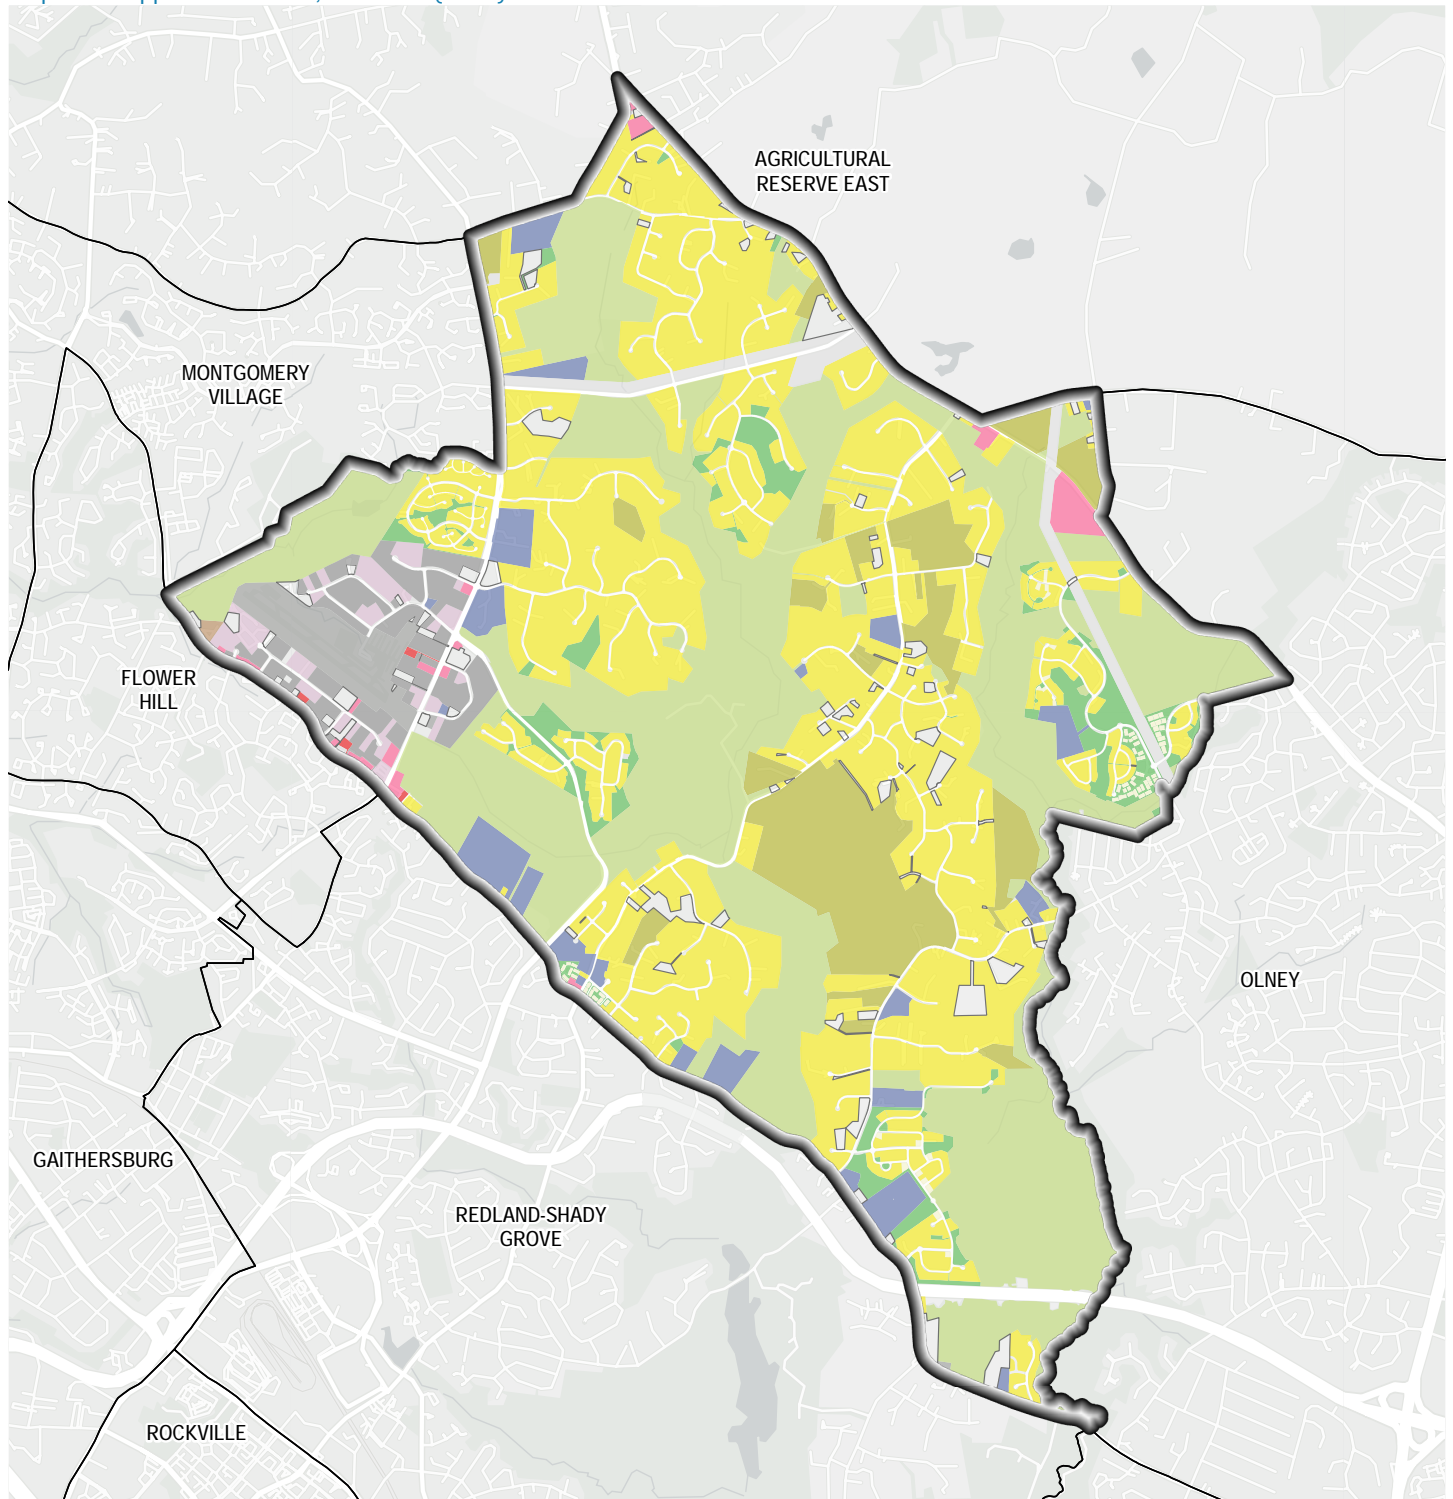 AGRICULTURAL
RESERVE EAST
MONTGOMERY
VILLAGE
FLOWER
HILL
OLNEY
GAITHERSBURG
REDLAND-SHADY
GROVE
ROCKVILLE